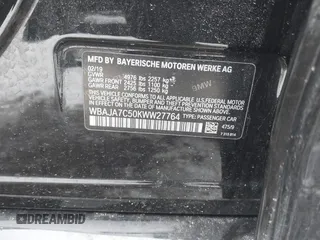 MFD BY BAYERISCHE MOTOREN WERKE AG
02/19
GVWR 4976 lbs 2257 kg
GAWR FRONT 2425 lbs 1100 kg
GAWR REAR 2756 lbs 1250 kg
THIS VEHICLE CONFORMS TO ALL APPLICABLE
U.S. FEDERAL MOTOR VEHICLE SAFETY, BUMPER,
AND THEFT PREVENTION STANDARDS IN EFFECT ON
THE DATE OF MANUFACTURE SHOWN ABOVE.
WBAJA7C50KWW27764
TYPE: PASSENGER CAR
475/9
DREAMBID